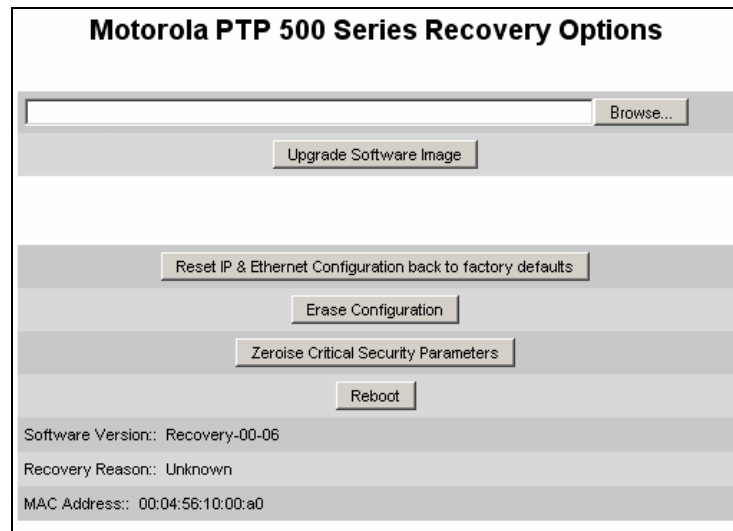 Motorola PTP 500 Series Recovery Options
Browse...
Upgrade Software Image
Reset IP & Ethernet Configuration back to factory defaults
Erase Configuration
Zeroise Critical Security Parameters
Reboot
Software Version:: Recovery-00-06
Recovery Reason:: Unknown
MAC Address:: 00:04:56:10:00:a0